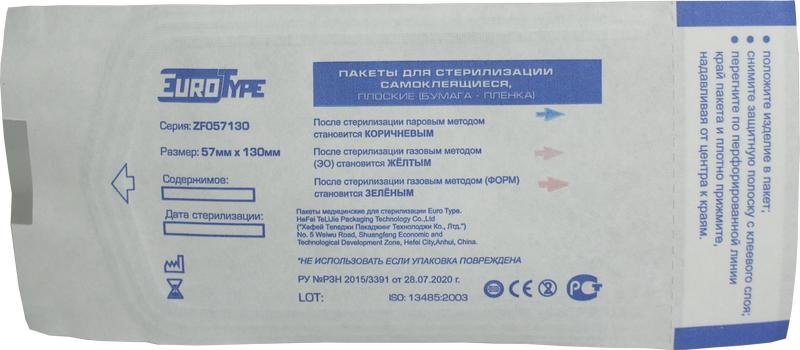 EUROTYPE
ПАКЕТЫ ДЛЯ СТЕРИЛИЗАЦИИ
САМОКЛЕЯЩИЕСЯ,
ПЛОСКИЕ (БУМАГА - ПЛЕНКА)
Серия: ZF057130
Размер: 57мм х 130мм
Содержимое:
Дата стерилизации:
После стерилизации паровым методом
становится КОРИЧНЕВЫМ
После стерилизации газовым методом
(ЭО) становится ЖЁЛТЫМ
После стерилизации газовым методом (ФОРМ)
становится ЗЕЛЁНЫМ
Пакеты медицинские для стерилизации Euro Type.
HeFei TeLiJie Packaging Technology Co.,Ltd
("Хефей Теледжи Пакаджинг Технолоджи Ко., Лтд.")
No. 5 Weiwu Road, Shuangfeng Economic and
Technological Development Zone, Hefei City,Anhui, China.
*НЕ ИСПОЛЬЗОВАТЬ ЕСЛИ УПАКОВКА ПОВРЕЖДЕНА
РУ №РЗН 2015/3391 от 28.07.2020 г.
LOT:
ISO: 13485:2003
• положите изделие в пакет;
• снимите защитную полоску с клеевого слоя;
• перегните по перфорированной линии
край пакета и плотно прижмите,
надавливая от центра к краям.